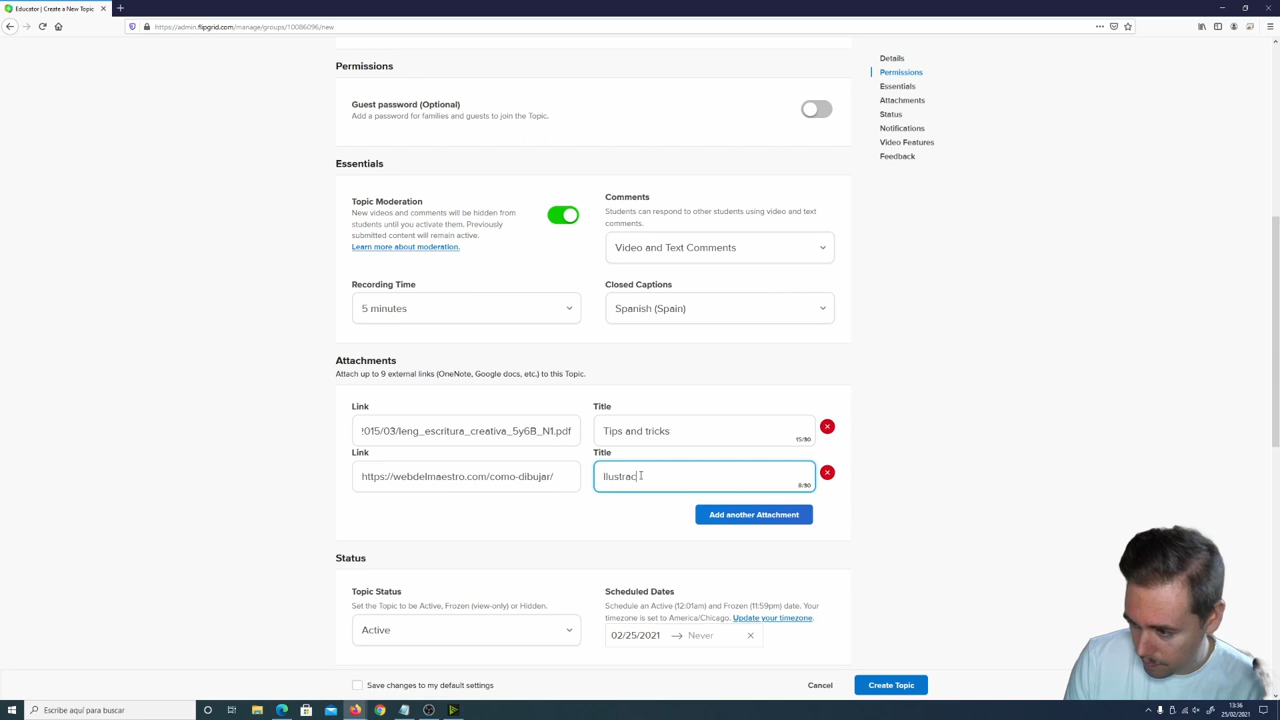 Educator | Create a New Topic
https://admin.flipgrid.com/manage/groups/10086096/new
Permissions
Guest password (Optional)
Add a password for families and guests to join the Topic.
Essentials
Topic Moderation
New videos and comments will be hidden from
students until you activate them. Previously
submitted content will remain active.
Learn more about moderation.
Comments
Students can respond to other students using video and text
comments.
Video and Text Comments
Recording Time
5 minutes
Closed Captions
Spanish (Spain)
Attachments
Attach up to 9 external links (OneNote, Google docs, etc.) to this Topic.
Link
Title
!015/03/leng_escritura_creativa_5y6B_N1.pdf
Tips and tricks
15/30
Link
Title
https://webdelmaestro.com/como-dibujar/
Ilustrac
8/30
Add another Attachment
Status
Topic Status
Set the Topic to be Active, Frozen (view-only) or Hidden.
Active
Scheduled Dates
Schedule an Active (12:01am) and Frozen (11:59pm) date. Your
timezone is set to America/Chicago. Update your timezone.
02/25/2021 → Never
Save changes to my default settings
Cancel
Create Topic
Details
Permissions
Essentials
Attachments
Status
Notifications
Video Features
Feedback
Escribe aquí para buscar
13:36
25/02/2021